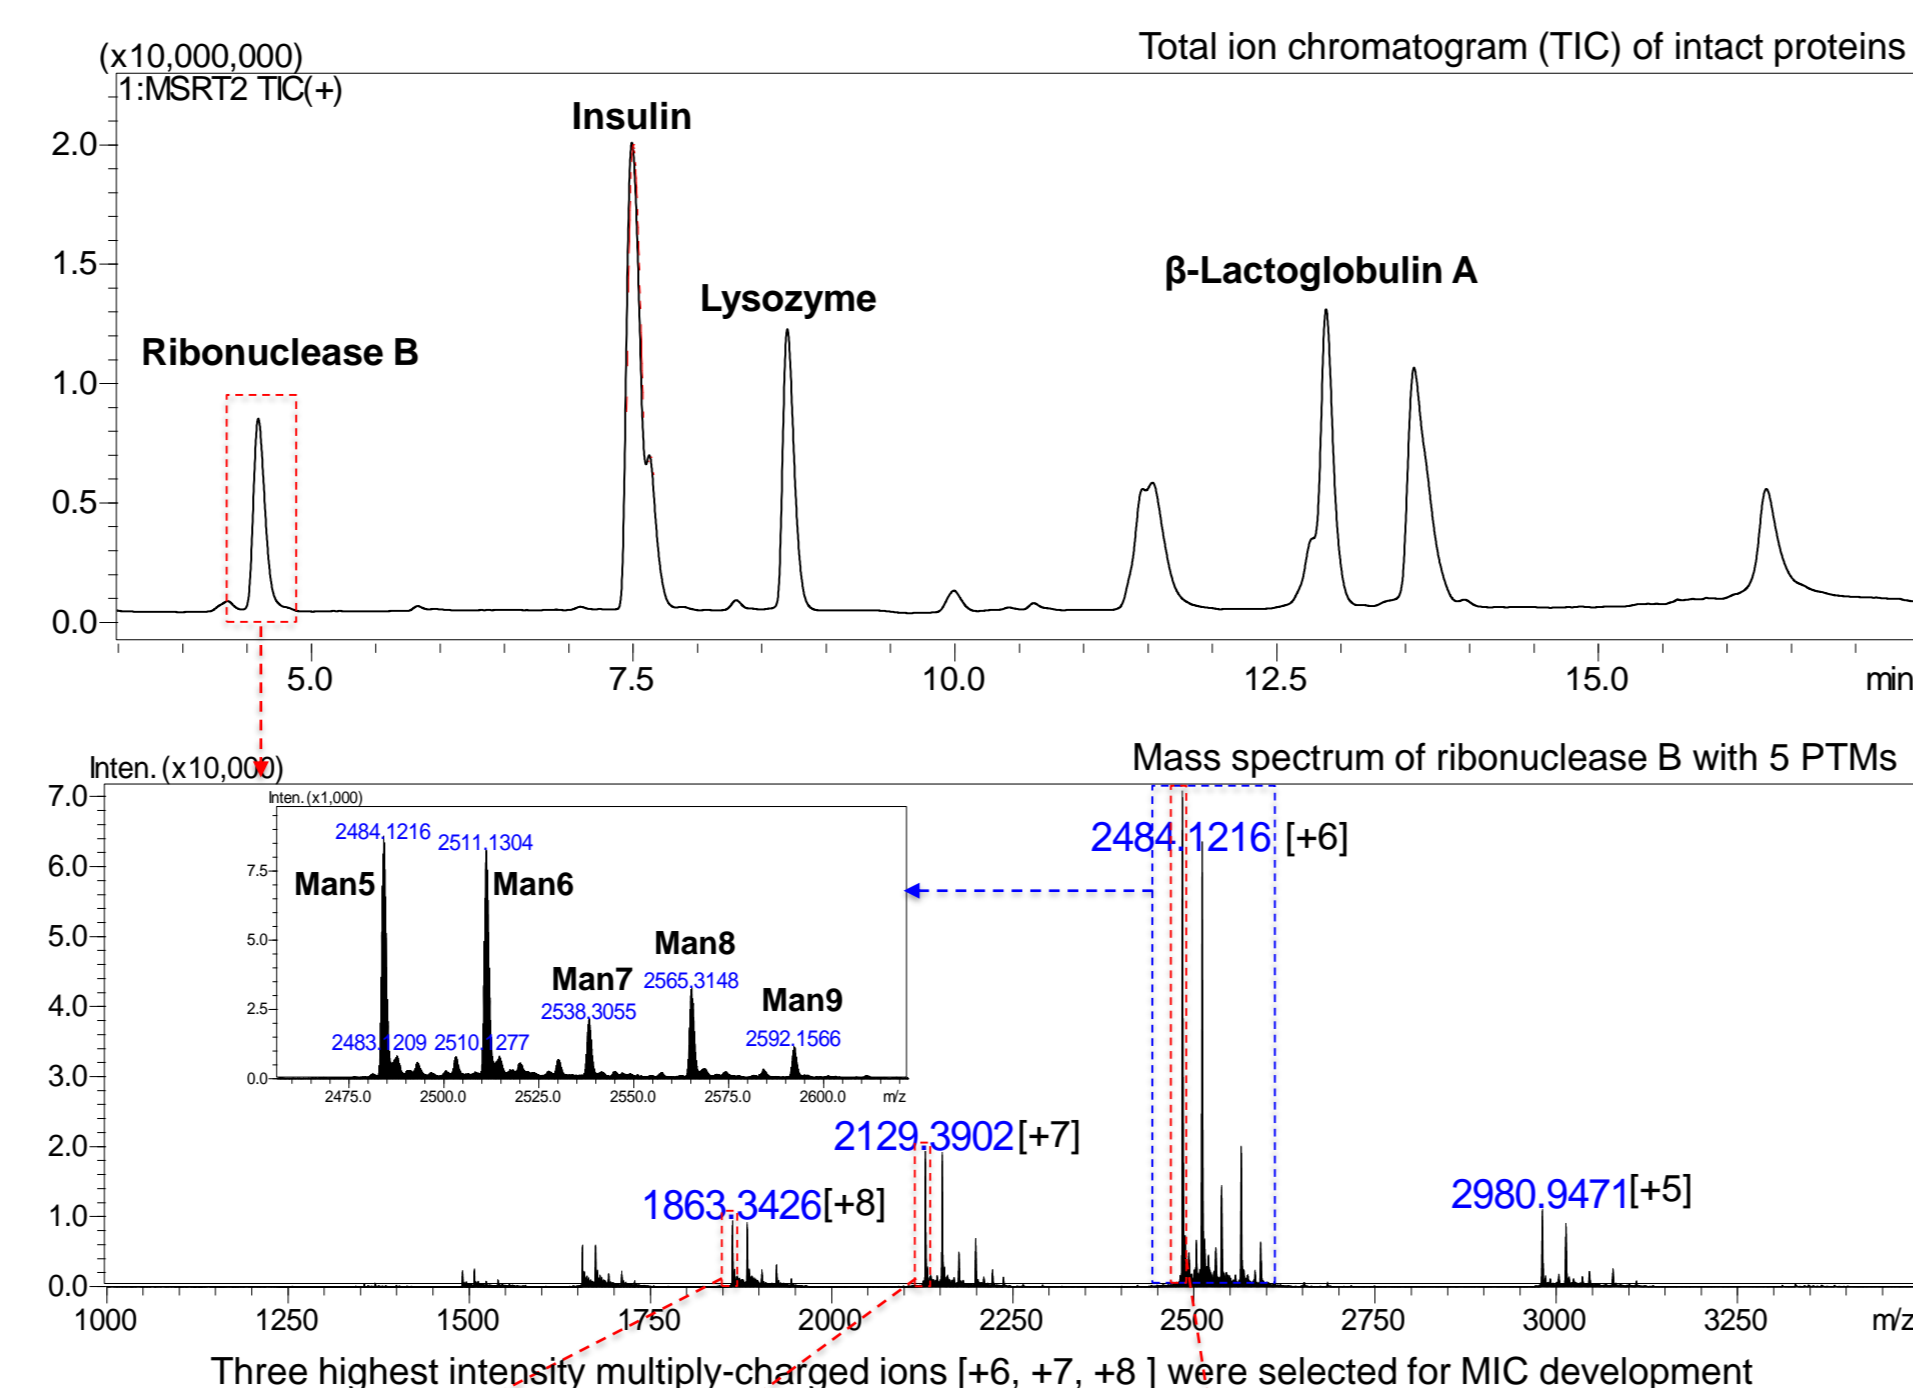 Total ion chromatogram (TIC) of intact proteins
(x10,000,000)
1:MSRT2 TIC(+)
Insulin
Lysozyme
β-Lactoglobulin A
Ribonuclease B
2.0
1.5
1.0
0.5
0.0
5.0 7.5 10.0 12.5 15.0 min
Mass spectrum of ribonuclease B with 5 PTMs
Inten. (x10,000)
7.0
6.0
5.0
4.0
3.0
2.0
1.0
0.0
Inten. (x1,000)
2484.1216 2511.1304
Man5 Man6
Man7 Man8 Man9
2538.3055 2565.3148 2592.1566
2483.1209 2510.1277
7.5
5.0
2.5
0.0
2475.0 2500.0 2525.0 2550.0 2575.0 2600.0 m/z
2484.1216 [+6]
2129.3902 [+7]
1863.3426 [+8]
2980.9471 [+5]
1000 1250 1500 1750 2000 2250 2500 2750 3000 3250 m/z
Three highest intensity multiply-charged ions [+6, +7, +8 ] were selected for MIC development